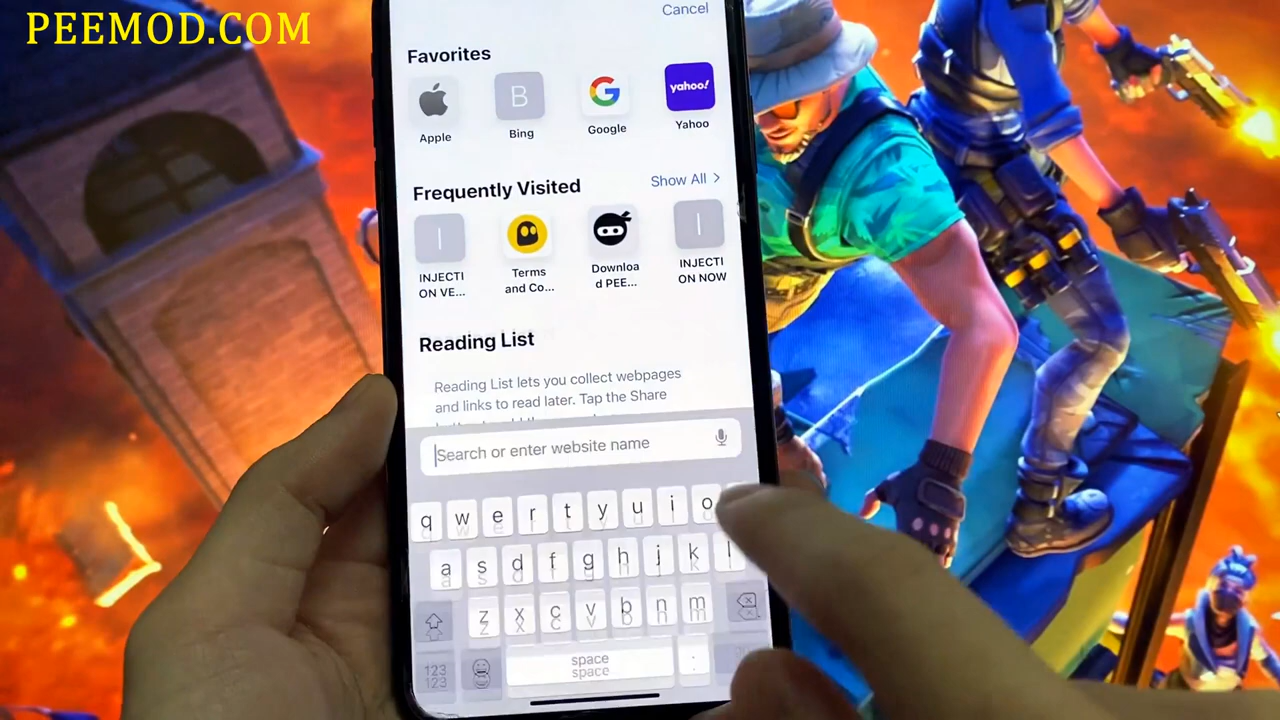 PEEMOD.COM
Cancel
Favorites
B
yahoo!
Apple
Bing
Google
Yahoo
Frequently Visited
Show All >
I
I
INJECTI
ON VE...
Terms
and Co...
Downloa
d PEE...
INJECTI
ON NOW
Reading List
Reading List lets you collect webpages
and links to read later. Tap the Share
Search or enter website name
q w e r t y u i o
a s d f g h j k l
z x c v b n m
123
space
.